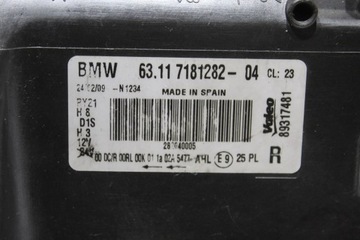 BMW 63.11 7181282- 04 CL: 23
24/02/09 -N1234 MADE IN SPAIN
PY21
H 8
D1S
H 3
12V
Valeo
89317481
R
E9 25 PL